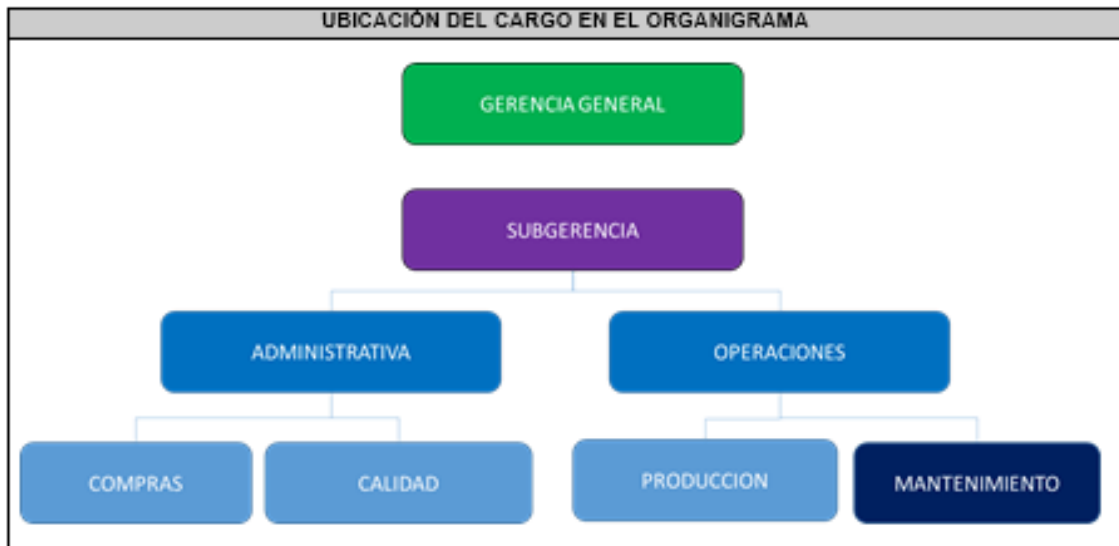 UBICACIÓN DEL CARGO EN EL ORGANIGRAMA
GERENCIA GENERAL
SUBGERENCIA
ADMINISTRATIVA
OPERACIONES
COMPRAS
CALIDAD
PRODUCCION
MANTENIMIENTO